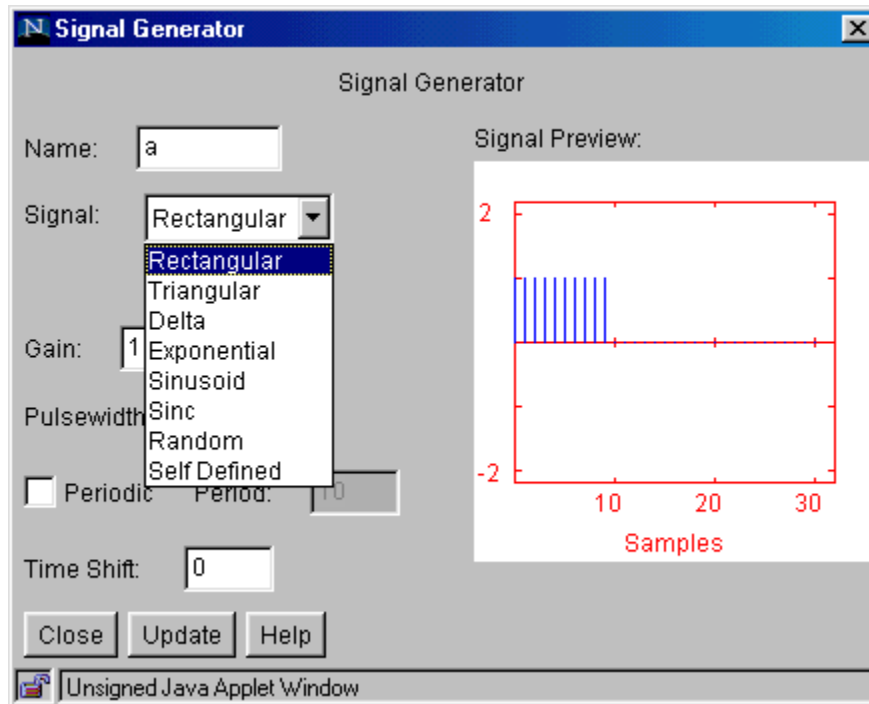 Signal Generator
Signal Generator
Name: a
Signal: Rectangular
Rectangular
Triangular
Delta
Exponential
Sinusoid
Sinc
Random
Self Defined
Gain: 1
Pulsewidth
Periodic Period: 10
Time Shift: 0
Close Update Help
Signal Preview:
2
-2
10 20 30
Samples
Unsigned Java Applet Window